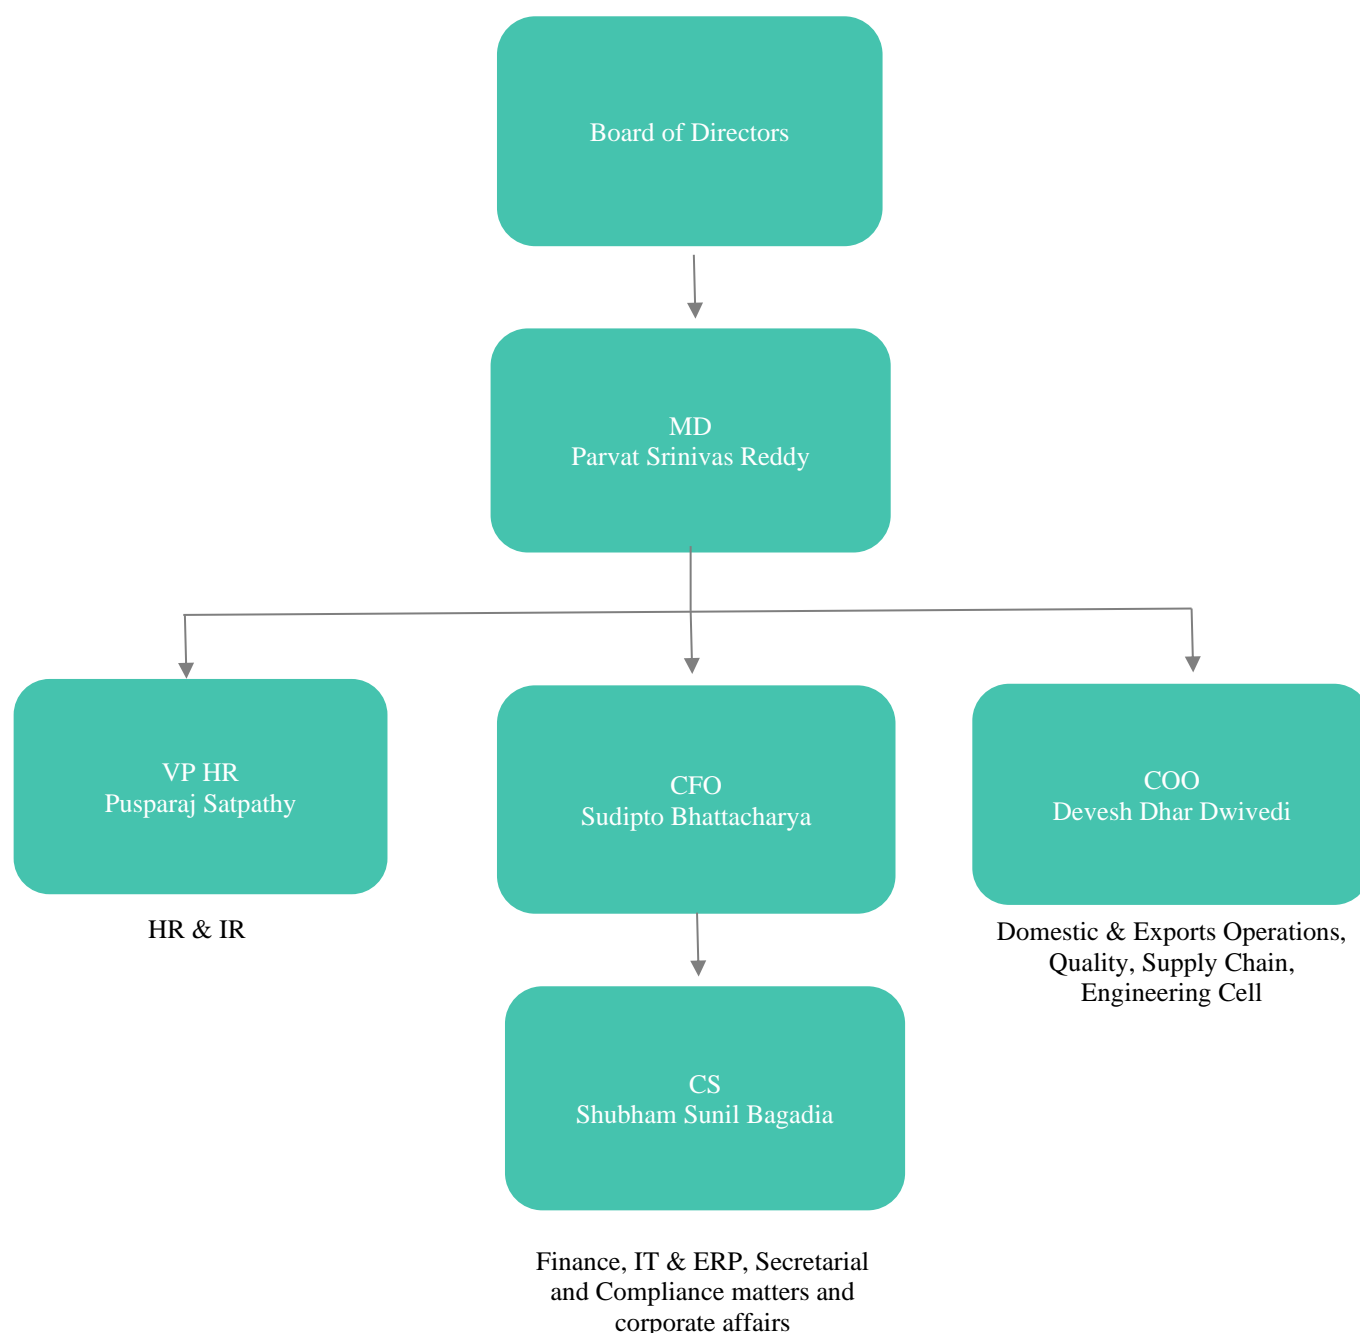 Board of Directors
MD
Parvat Srinivas Reddy
VP HR
Pusparaj Satpathy
CFO
Sudipto Bhattacharya
COO
Devesh Dhar Dwivedi
HR & IR
Domestic & Exports Operations,
Quality, Supply Chain,
Engineering Cell
CS
Shubham Sunil Bagadia
Finance, IT & ERP, Secretarial
and Compliance matters and
corporate affairs